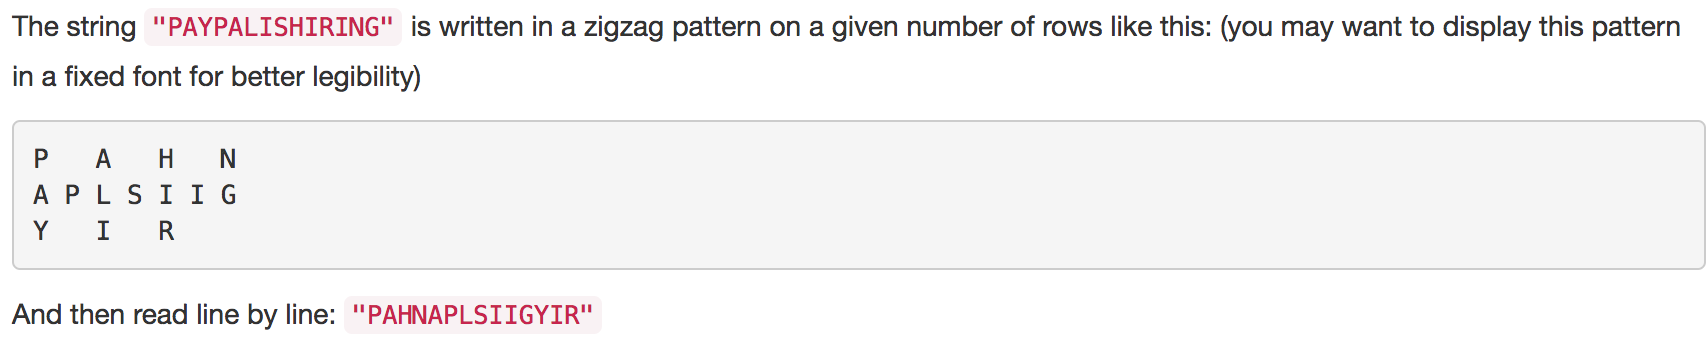 The string "PAYPALISHIRING" is written in a zigzag pattern on a given number of rows like this: (you may want to display this pattern
in a fixed font for better legibility)
P   A   H   N
A P L S I I G
Y   I   R
And then read line by line: "PAHNAPLSIIGYIR"